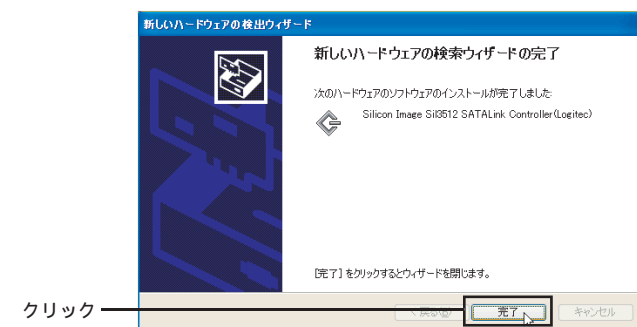 新しいハードウェアの検出ウィザード
新しいハードウェアの検索ウィザードの完了
次のハードウェアのソフトウェアのインストールが完了しました:
Silicon Image SiI3512 SATALink Controller(Logitec)
[完了] をクリックするとウィザードを閉じます。
クリック
< 戻る(B)
完了
キャンセル